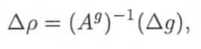 Δρ = (A^g)^{-1}(Δg),